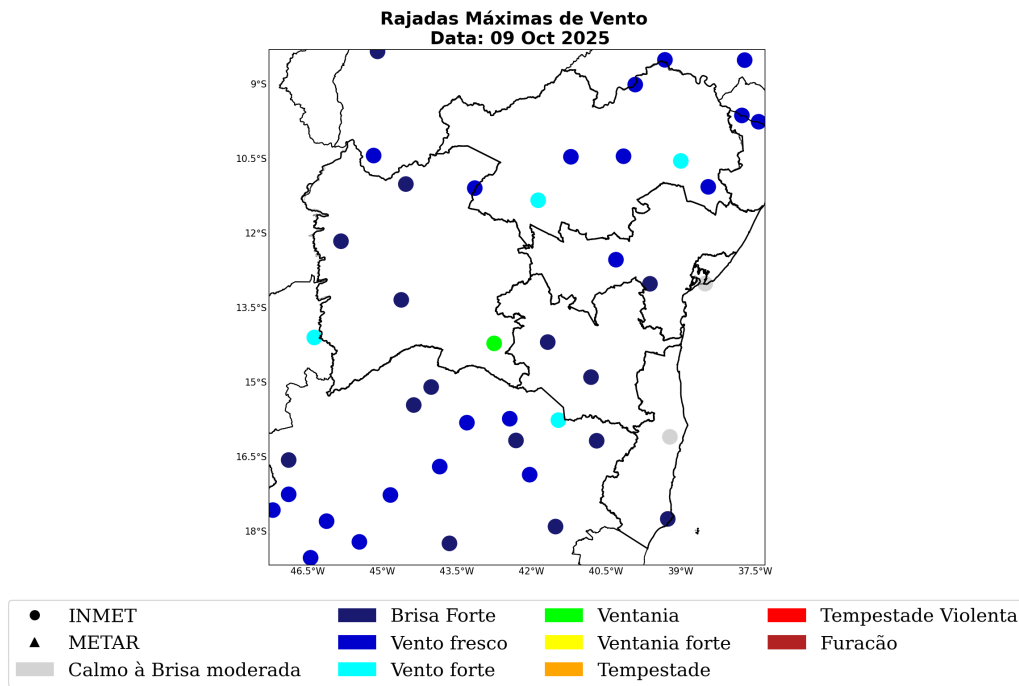 Rajadas Máximas de Vento
Data: 09 Oct 2025
9°S
10.5°S
12°S
13.5°S
15°S
16.5°S
18°S
46.5°W 45°W 43.5°W 42°W 40.5°W 39°W 37.5°W
INMET Brisa Forte Ventania Tempestade Violenta
METAR Vento fresco Ventania forte Furacão
Calmo à Brisa moderada Vento forte Tempestade